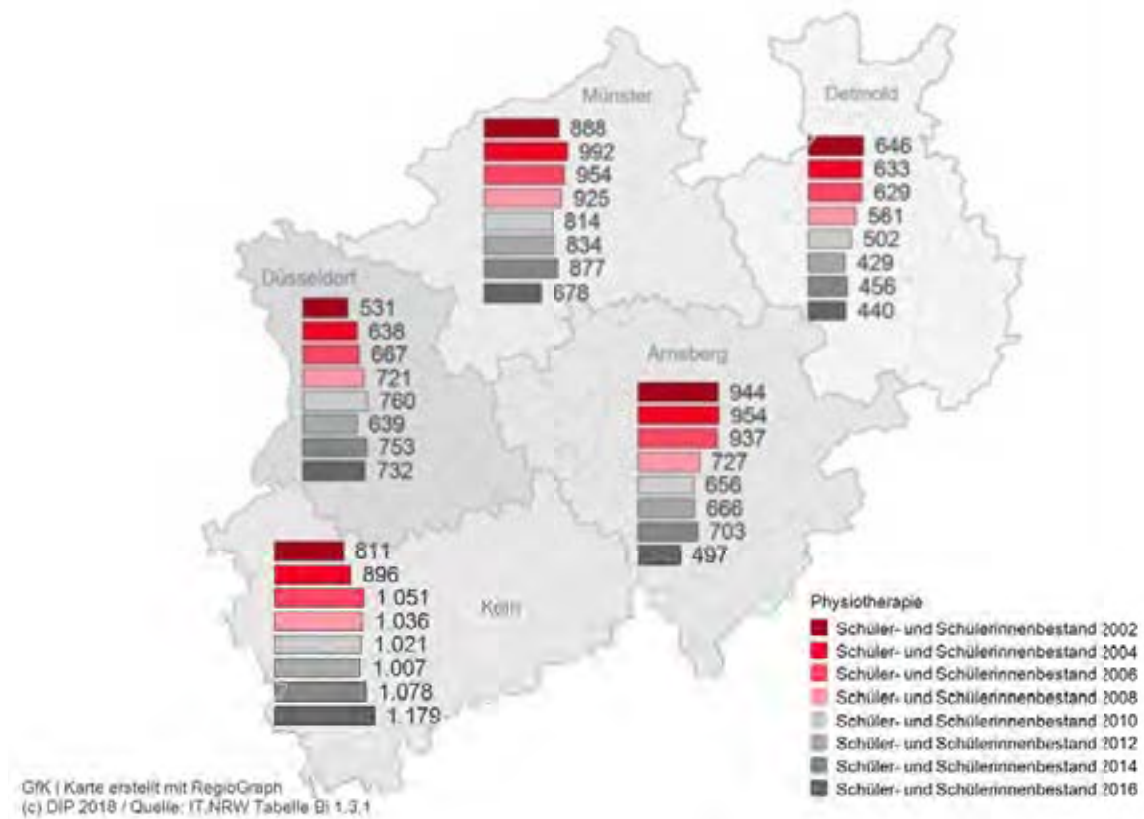 Münster
888
992
954
925
814
834
877
678
Detmold
646
633
629
561
502
429
456
440
Düsseldorf
531
638
667
721
760
639
753
732
Arnsberg
944
954
937
727
656
666
703
497
Köln
811
896
1.051
1.036
1.021
1.007
1.078
1.179
Physiotherapie
Schüler- und Schülerinnenbestand 2002
Schüler- und Schülerinnenbestand 2004
Schüler- und Schülerinnenbestand 2006
Schüler- und Schülerinnenbestand 2008
Schüler- und Schülerinnenbestand 2010
Schüler- und Schülerinnenbestand 2012
Schüler- und Schülerinnenbestand 2014
Schüler- und Schülerinnenbestand 2016
GfK | Karte erstellt mit RegioGraph
(c) DIP 2018 / Quelle: IT.NRW Tabelle BI 1.3.1